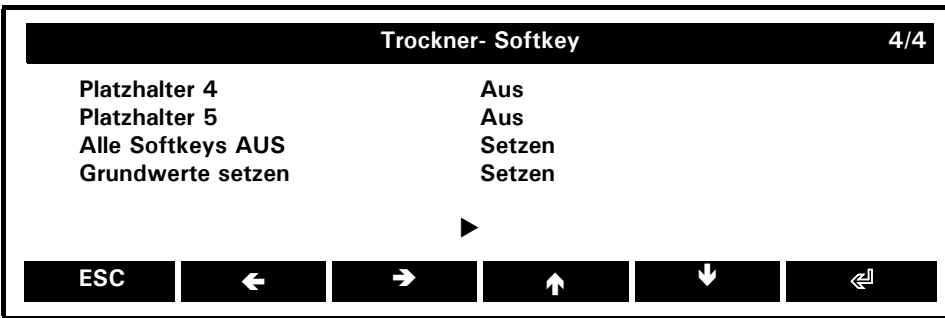 Trockner- Softkey 4/4
Platzhalter 4 Aus
Platzhalter 5 Aus
Alle Softkeys AUS Setzen
Grundwerte setzen Setzen
ESC